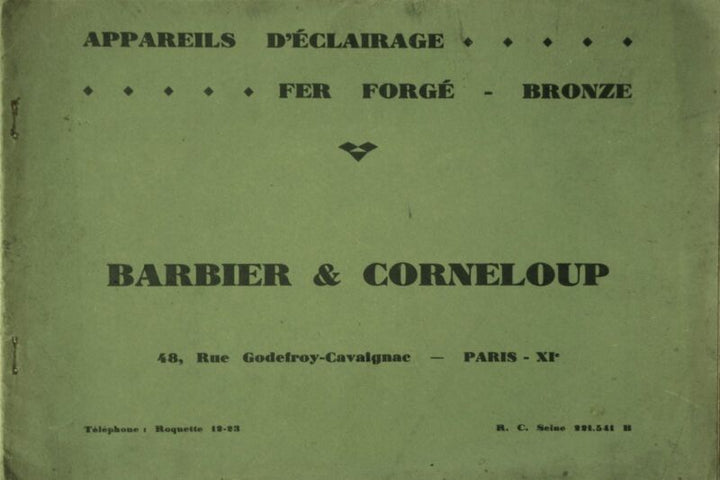 APPAREILS D'ÉCLAIRAGE
FER FORGÉ - BRONZE
BARBIER & CORNELOUP
48, Rue Godefroy-Cavaignac — PARIS - XIe
Téléphone : Roquette 12-23
R. C. Seine 221.541 B